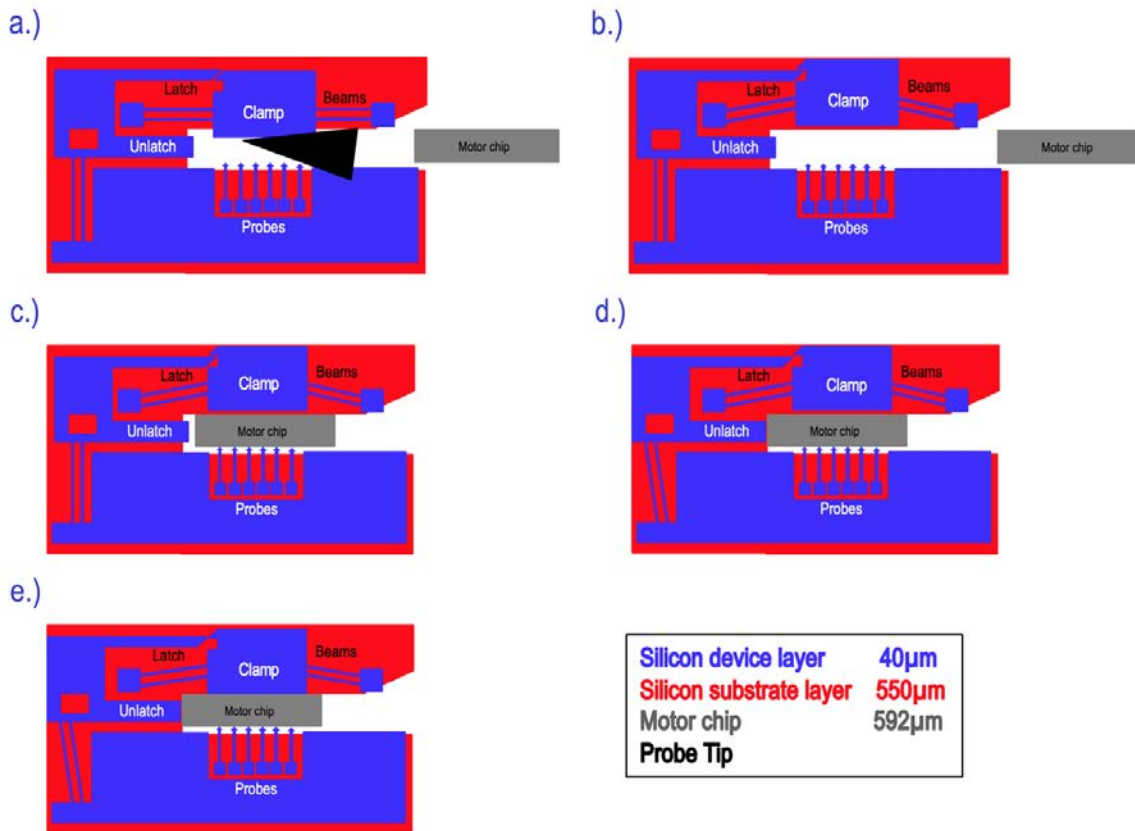 a.)
b.)
Latch
Beams
Clamp
Unlatch
Motor chip
Probes
Latch
Beams
Clamp
Unlatch
Motor chip
Probes
c.)
d.)
Latch
Beams
Clamp
Unlatch
Motor chip
Probes
Latch
Beams
Clamp
Unlatch
Motor chip
Probes
e.)
Latch
Beams
Clamp
Unlatch
Motor chip
Probes
Silicon device layer 40µm
Silicon substrate layer 550µm
Motor chip 592µm
Probe Tip